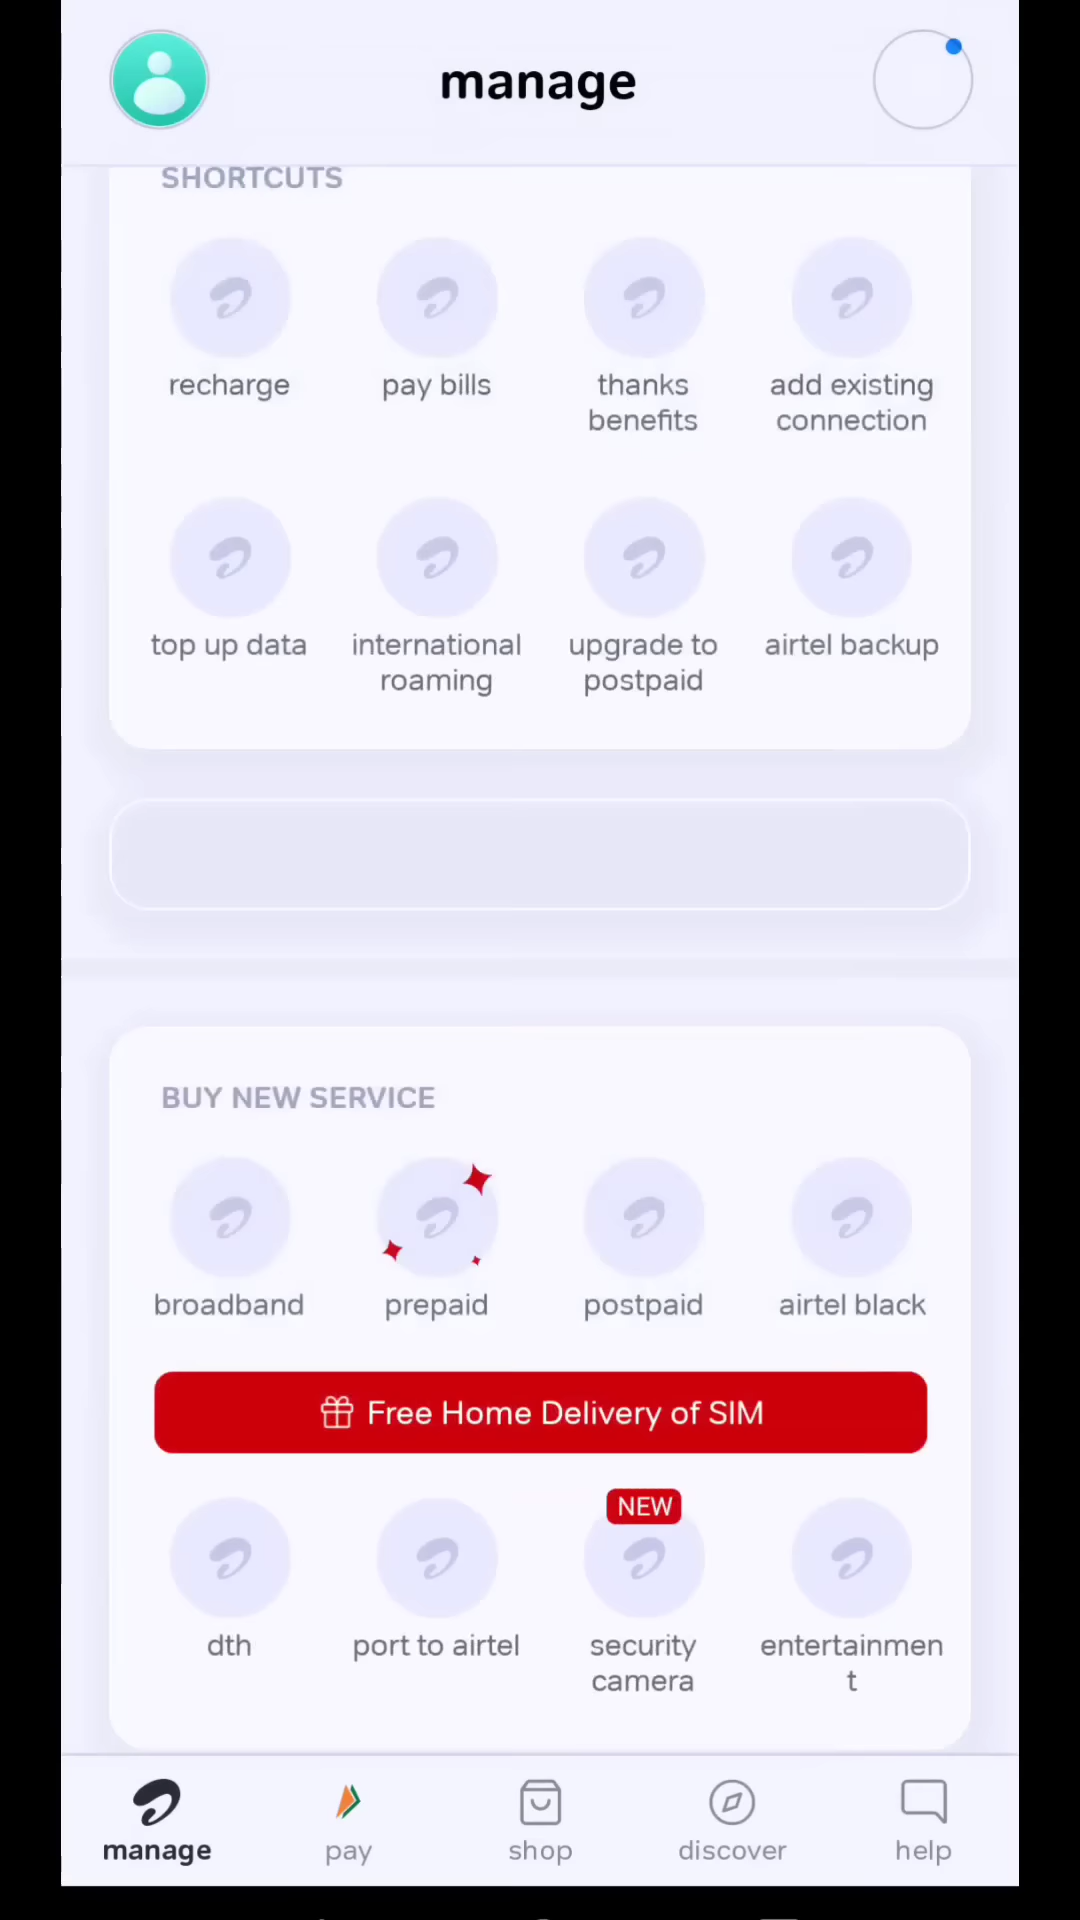 manage
SHORTCUTS
recharge
pay bills
thanks
benefits
add existing
connection
top up data
international
roaming
upgrade to
postpaid
airtel backup
BUY NEW SERVICE
broadband
prepaid
postpaid
airtel black
Free Home Delivery of SIM
NEW
dth
port to airtel
security
camera
entertainmen
t
manage
pay
shop
discover
help